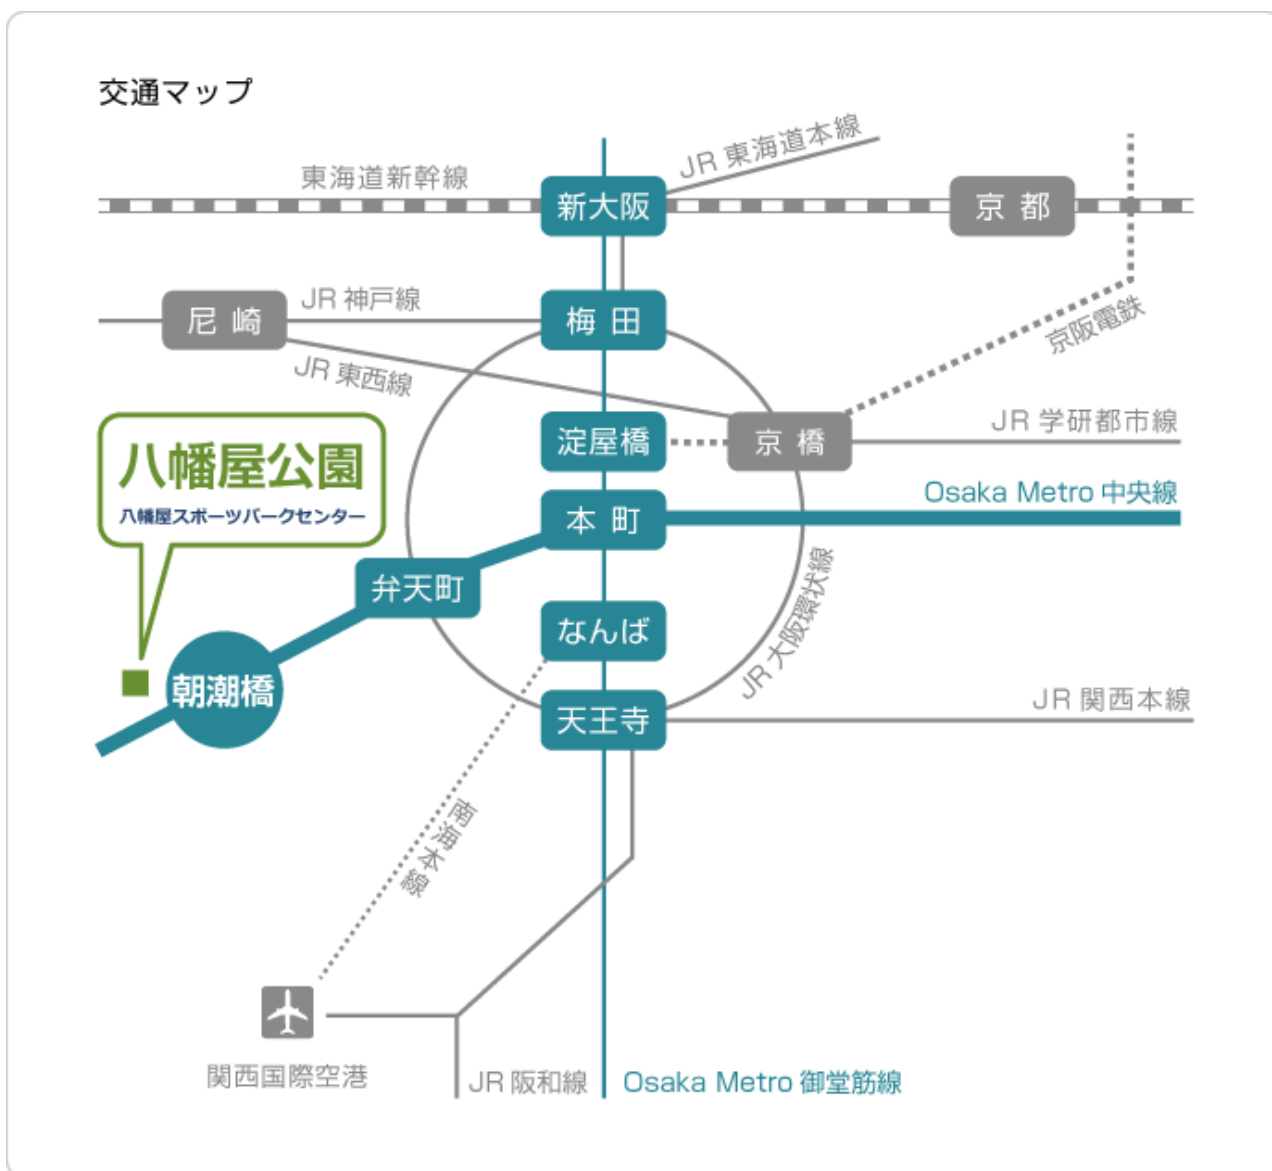 交通マップ
東海道新幹線
JR 東海道本線
新大阪
京都
尼崎
JR 神戸線
梅田
京阪電鉄
JR 東西線
淀屋橋
京橋
JR 学研都市線
八幡屋公園
八幡屋スポーツパークセンター
本町
Osaka Metro 中央線
弁天町
なんば
JR 大阪環状線
朝潮橋
天王寺
JR 関西本線
南海本線
関西国際空港
JR 阪和線
Osaka Metro 御堂筋線